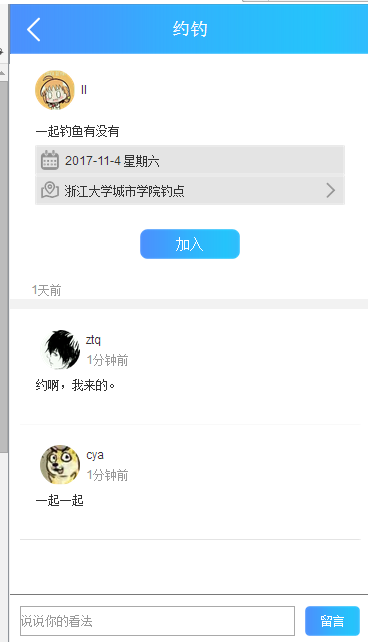 约钓
ll
一起钓鱼有没有
2017-11-4 星期六
浙江大学城市学院钓点
加入
1天前
ztq
1分钟前
约啊，我来的。
cya
1分钟前
一起一起
说说你的看法
留言